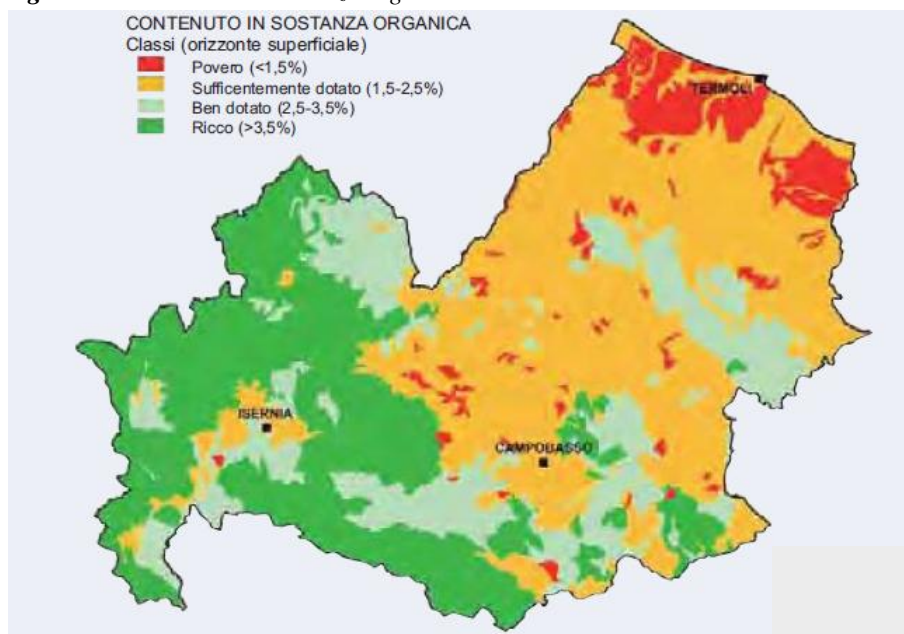 CONTENUTO IN SOSTANZA ORGANICA
Classi (orizzonte superficiale)
Povero (<1,5%)
Sufficentemente dotato (1,5-2,5%)
Ben dotato (2,5-3,5%)
Ricco (>3,5%)
TERMOLI
ISERNIA
CAMPOBASSO